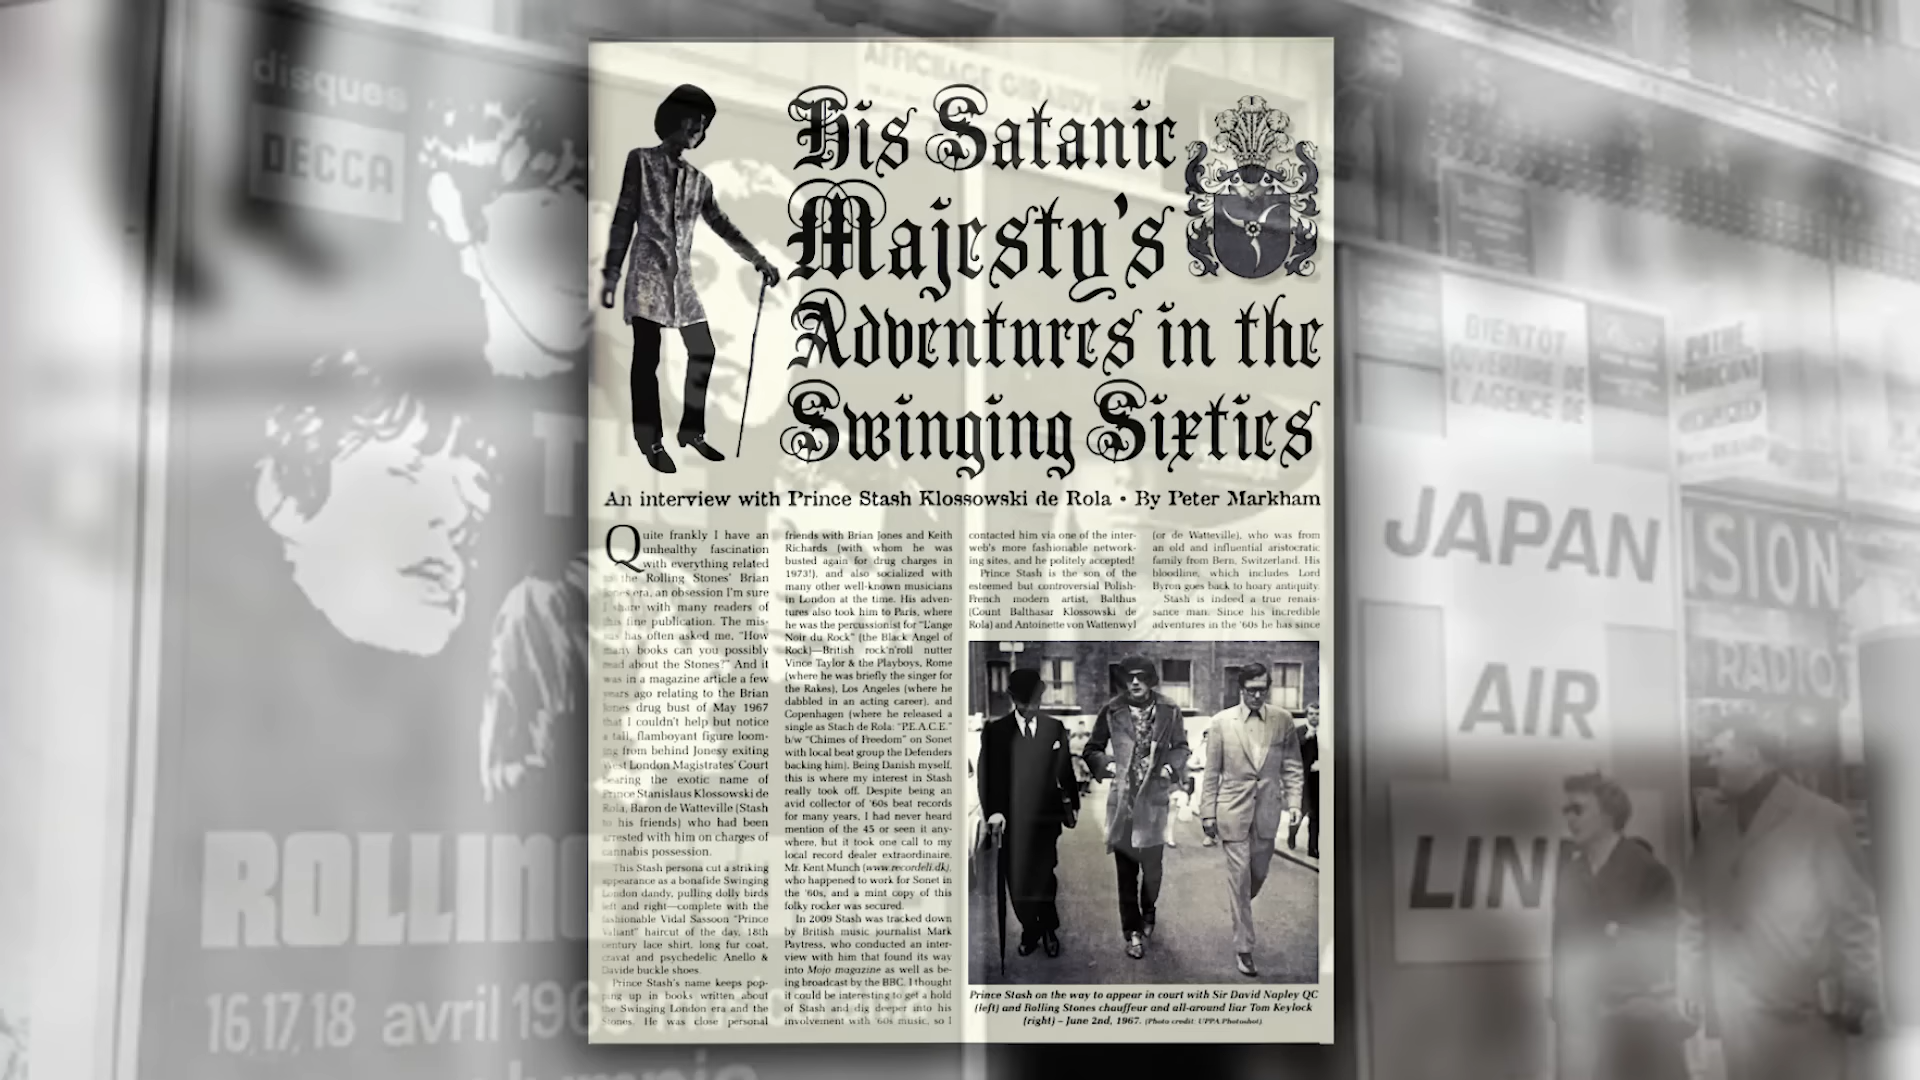 disques
DECCA
AFFICHAGE GIRAUDY
His Satanic
Majesty's
Adventures in the
Swinging Sixties
An interview with Prince Stash Klossowski de Rola • By Peter Markham
Quite frankly I have an
unhealthy fascination
with everything related
to the Rolling Stones' Brian
Jones era, an obsession I'm sure
I share with many readers of
this fine publication. The mis-
sus has often asked me, "How
many books can you possibly
read about the Stones?" And it
was in a magazine article a few
years ago relating to the Brian
Jones drug bust of May 1967
that I couldn't help but notice
a tall, flamboyant figure loom-
ing from behind Jonesy exiting
West London Magistrates' Court
bearing the exotic name of
Prince Stanislaus Klossowski de
Rola, Baron de Watteville (Stash
to his friends) who had been
arrested with him on charges of
cannabis possession.
This Stash persona cut a striking
appearance as a bonafide Swinging
London dandy, pulling dolly birds
left and right—complete with the
fashionable Vidal Sassoon "Prince
Valiant" haircut of the day, 18th
century lace shirt, long fur coat,
cravat and psychedelic Anello &
Davide buckle shoes.
Prince Stash's name keeps pop-
ping up in books written about
the Swinging London era and the
Stones. He was close personal
friends with Brian Jones and Keith
Richards (with whom he was
busted again for drug charges in
1973!), and also socialized with
many other well-known musicians
in London at the time. His adven-
tures also took him to Paris, where
he was the percussionist for "L'ange
Noir du Rock" (the Black Angel of
Rock)—British rock'n'roll nutter
Vince Taylor & the Playboys, Rome
(where he was briefly the singer for
the Rakes), Los Angeles (where he
dabbled in an acting career), and
Copenhagen (where he released a
single as Stach de Rola: "P.E.A.C.E."
b/w "Chimes of Freedom" on Sonet
with local beat group the Defenders
backing him). Being Danish myself,
this is where my interest in Stash
really took off. Despite being an
avid collector of '60s beat records
for many years, I had never heard
mention of the 45 or seen it any-
where, but it took one call to my
local record dealer extraordinaire,
Mr. Kent Munch (www.recordeli.dk),
who happened to work for Sonet in
the '60s, and a mint copy of this
folky rocker was secured.
In 2009 Stash was tracked down
by British music journalist Mark
Paytress, who conducted an inter-
view with him that found its way
into Mojo magazine as well as be-
ing broadcast by the BBC. I thought
it could be interesting to get a hold
of Stash and dig deeper into his
involvement with '60s music, so I
contacted him via one of the inter-
web's more fashionable network-
ing sites, and he politely accepted!
Prince Stash is the son of the
esteemed but controversial Polish-
French modern artist, Balthus
(Count Balthasar Klossowski de
Rola) and Antoinette von Wattenwyl
(or de Watteville), who was from
an old and influential aristocratic
family from Bern, Switzerland. His
bloodline, which includes Lord
Byron goes back to hoary antiquity.
Stash is indeed a true renais-
sance man. Since his incredible
adventures in the '60s he has since
Prince Stash on the way to appear in court with Sir David Napley QC
(left) and Rolling Stones chauffeur and all-around liar Tom Keylock
(right) – June 2nd, 1967. (Photo credit: UPPA Photoshot)
ROLLIN
16,17,18 avril 196
BIENTÔT
OUVERTURE DE
L'AGENCE DE
JAPAN
AIR
LIN
PATHÉ
MARCONI
SION
RADIO